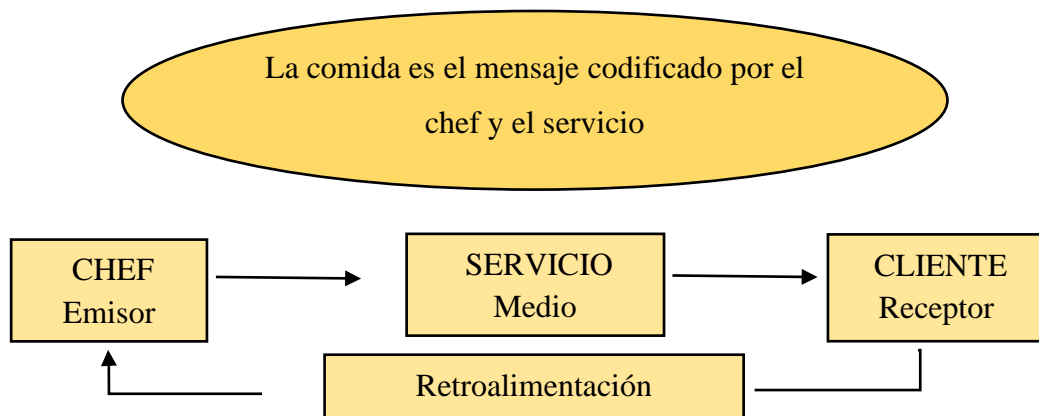 La comida es el mensaje codificado por el
chef y el servicio
CHEF
Emisor
SERVICIO
Medio
CLIENTE
Receptor
Retroalimentación